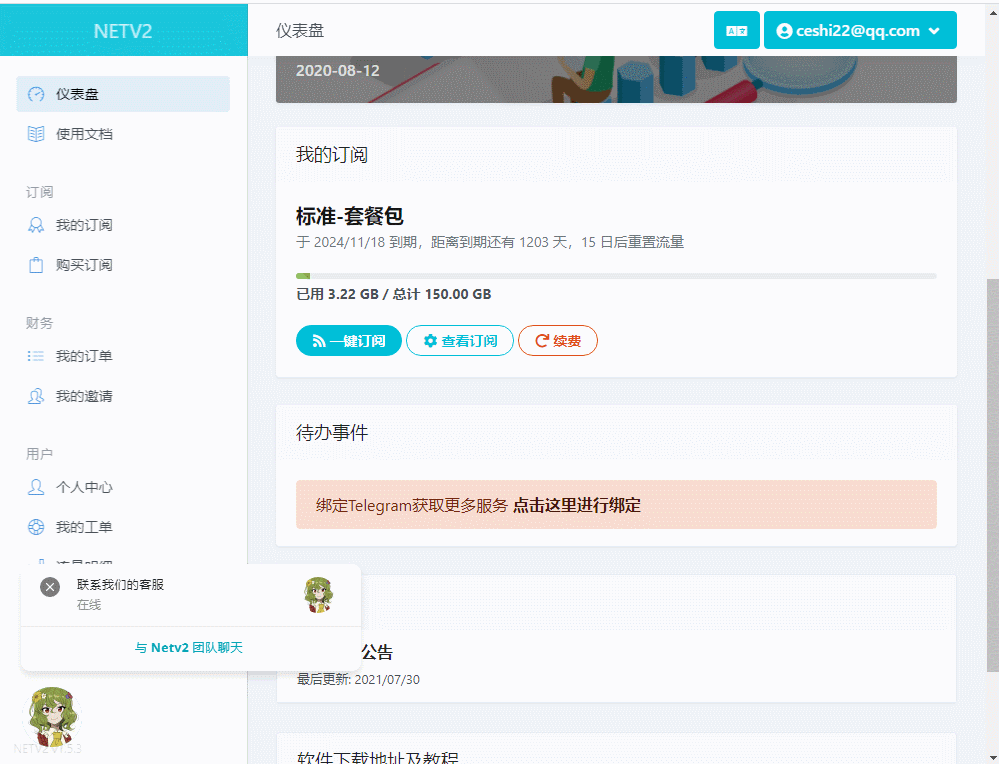 NETV2
仪表盘
ceshi22@qq.com
仪表盘
使用文档
订阅
我的订阅
购买订阅
财务
我的订单
我的邀请
用户
个人中心
我的工单
流量明细
2020-08-12
我的订阅
标准-套餐包
于 2024/11/18 到期，距离到期还有 1203 天，15 日后重置流量
已用 3.22 GB / 总计 150.00 GB
一键订阅
查看订阅
续费
待办事件
绑定Telegram获取更多服务 点击这里进行绑定
联系我们的客服
在线
与 Netv2 团队聊天
公告
最后更新: 2021/07/30
软件下载地址及教程